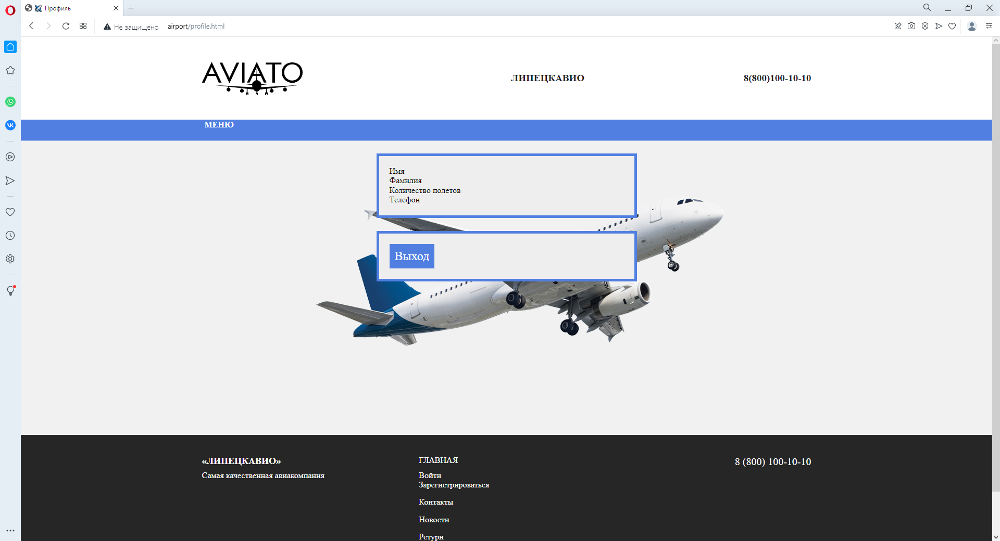 Профиль
Не защищено airport/profile.html
AVIATO
ЛИПЕЦКАВИО
8(800)100-10-10
МЕНЮ
Имя
Фамилия
Количество полетов
Телефон
Выход
«ЛИПЕЦКАВИО»
Самая качественная авиакомпания
ГЛАВНАЯ
Войти
Зарегистрироваться
Контакты
Новости
Ретурн
8 (800) 100-10-10